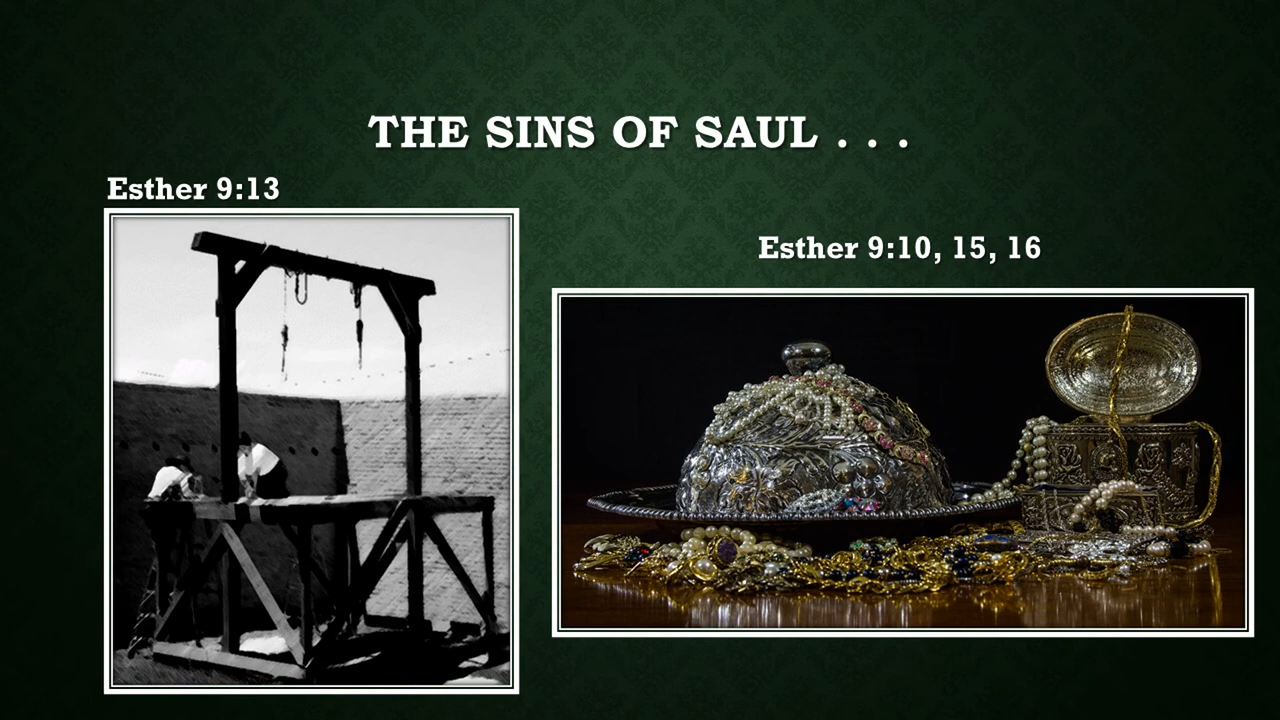 THE SINS OF SAUL . . .
Esther 9:13
Esther 9:10, 15, 16